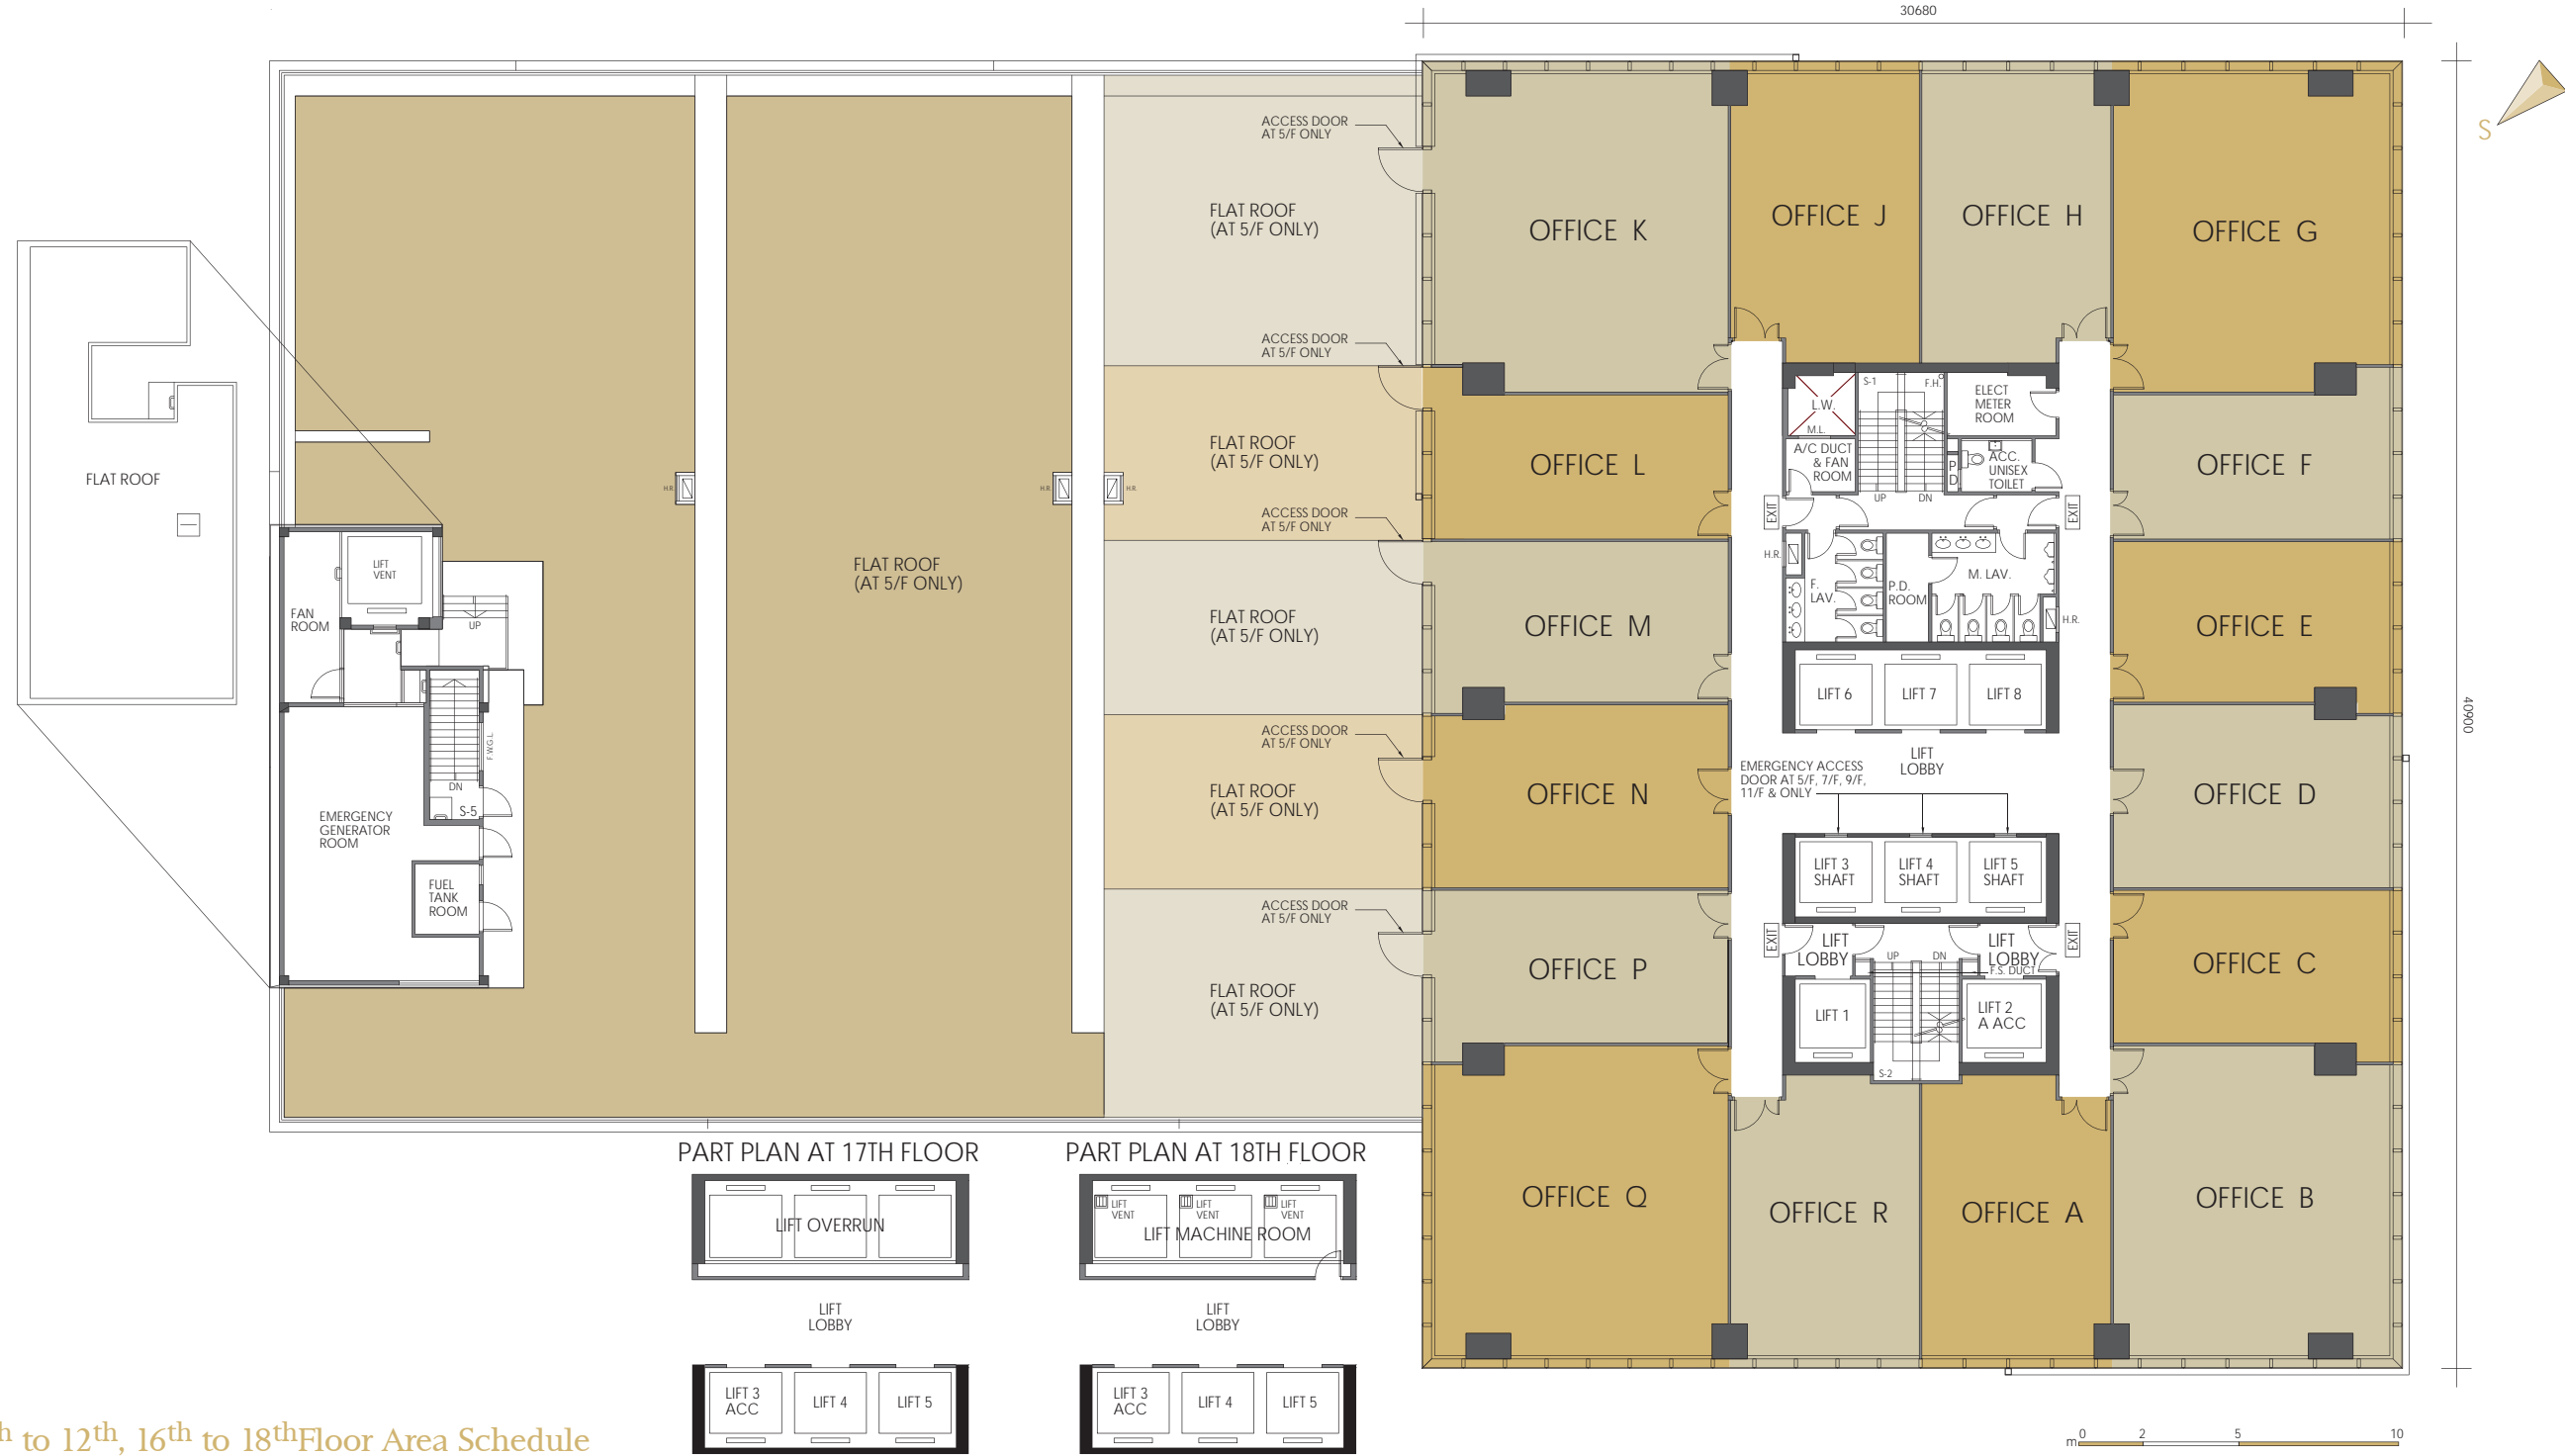 30680
S
ACCESS DOOR
AT 5/F ONLY
FLAT ROOF
(AT 5/F ONLY)
OFFICE K
OFFICE J
OFFICE H
OFFICE G
ACCESS DOOR
AT 5/F ONLY
FLAT ROOF
(AT 5/F ONLY)
OFFICE L
L.W.
M.L.
S-1
F.H.
ELECT
METER
ROOM
A/C DUCT
& FAN
ROOM
P
D
ACC.
UNISEX
TOILET
UP
DN
OFFICE F
FLAT ROOF
H.R.
H.R.
H.R.
ACCESS DOOR
AT 5/F ONLY
EXIT
EXIT
FLAT ROOF
(AT 5/F ONLY)
LIFT
VENT
FAN
ROOM
UP
FLAT ROOF
(AT 5/F ONLY)
OFFICE M
H.R.
F.
LAV.
P.D.
ROOM
M. LAV.
H.R.
OFFICE E
LIFT 6
LIFT 7
LIFT 8
40900
F.W.G.L
ACCESS DOOR
AT 5/F ONLY
LIFT
LOBBY
EMERGENCY ACCESS
DOOR AT 5/F, 7/F, 9/F,
11/F & ONLY
DN
S-5
FLAT ROOF
(AT 5/F ONLY)
OFFICE N
OFFICE D
EMERGENCY
GENERATOR
ROOM
FUEL
TANK
ROOM
LIFT 3
SHAFT
LIFT 4
SHAFT
LIFT 5
SHAFT
ACCESS DOOR
AT 5/F ONLY
EXIT
LIFT
LOBBY
UP
DN
LIFT
LOBBY
F.S. DUCT
EXIT
OFFICE P
OFFICE C
FLAT ROOF
(AT 5/F ONLY)
LIFT 1
LIFT 2
A ACC
S-2
PART PLAN AT 17TH FLOOR
PART PLAN AT 18TH FLOOR
OFFICE Q
OFFICE R
OFFICE A
OFFICE B
LIFT OVERRUN
LIFT
VENT
LIFT
VENT
LIFT
VENT
LIFT MACHINE ROOM
LIFT
LOBBY
LIFT
LOBBY
LIFT 3
ACC
LIFT 4
LIFT 5
LIFT 3
ACC
LIFT 4
LIFT 5
to 12th, 16th to 18thFloor Area Schedule
m 0 2 5 10